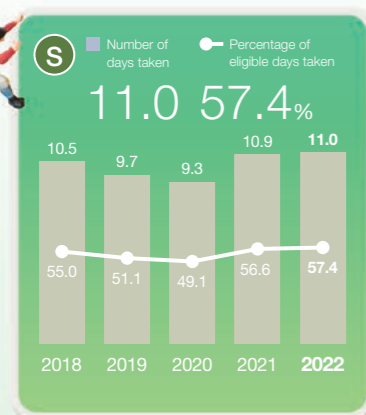 S
Number of
days taken
Percentage of
eligible days taken
11.0 57.4%
10.5 9.7 9.3 10.9 11.0
55.0 51.1 49.1 56.6 57.4
2018 2019 2020 2021 2022